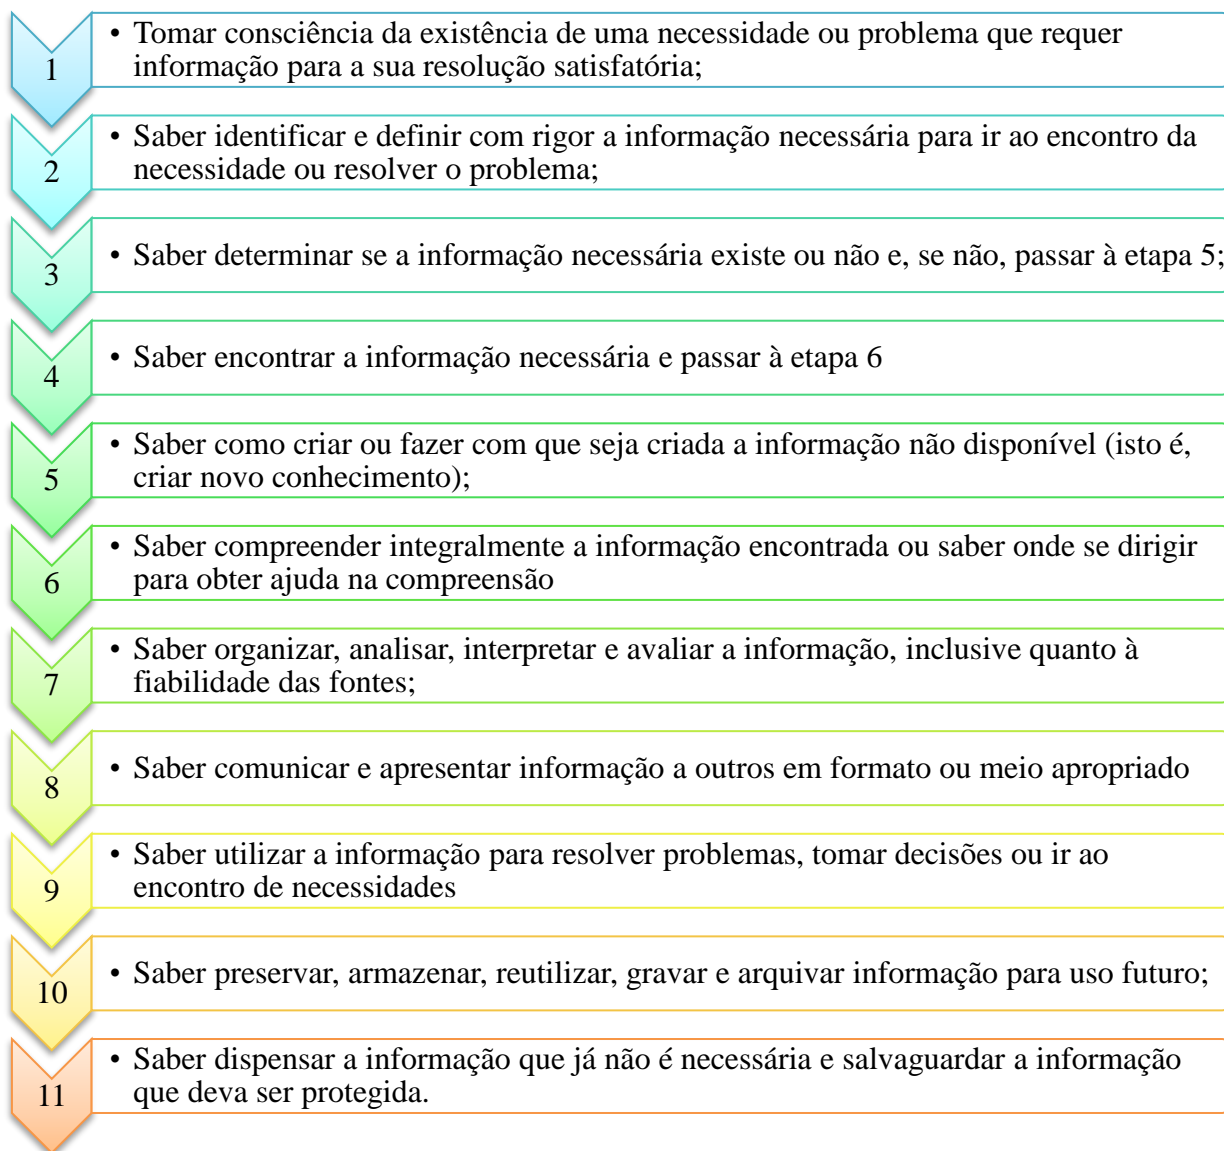 1
• Tomar consciência da existência de uma necessidade ou problema que requer
informação para a sua resolução satisfatória;
2
• Saber identificar e definir com rigor a informação necessária para ir ao encontro da
necessidade ou resolver o problema;
3
• Saber determinar se a informação necessária existe ou não e, se não, passar à etapa 5;
4
• Saber encontrar a informação necessária e passar à etapa 6
5
• Saber como criar ou fazer com que seja criada a informação não disponível (isto é,
criar novo conhecimento);
6
• Saber compreender integralmente a informação encontrada ou saber onde se dirigir
para obter ajuda na compreensão
7
• Saber organizar, analisar, interpretar e avaliar a informação, inclusive quanto à
fiabilidade das fontes;
8
• Saber comunicar e apresentar informação a outros em formato ou meio apropriado
9
• Saber utilizar a informação para resolver problemas, tomar decisões ou ir ao
encontro de necessidades
10
• Saber preservar, armazenar, reutilizar, gravar e arquivar informação para uso futuro;
11
• Saber dispensar a informação que já não é necessária e salvaguardar a informação
que deva ser protegida.